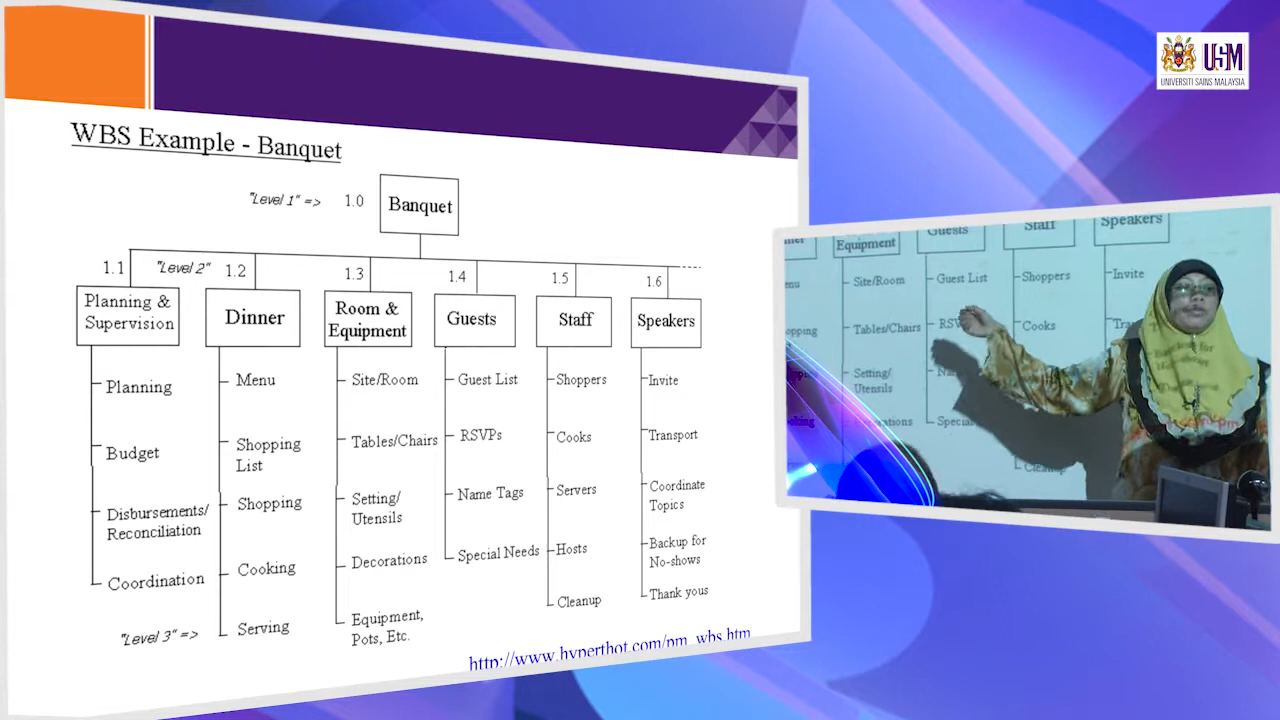 WBS Example - Banquet
"Level 1" => 1.0 Banquet
1.1 "Level 2" 1.2 1.3 1.4 1.5 1.6
Planning &
Supervision
Planning
Budget
Disbursements/
Reconciliation
Coordination
"Level 3" =>
Dinner
Menu
Shopping
List
Shopping
Cooking
Serving
Room &
Equipment
Site/Room
Tables/Chairs
Setting/
Utensils
Decorations
Equipment,
Pots, Etc.
Guests
Guest List
RSVPs
Name Tags
Special Needs
Staff
Shoppers
Cooks
Servers
Hosts
Cleanup
Speakers
Invite
Transport
Coordinate
Topics
Backup for
No-shows
Thank yous
http://www.hyperthot.com/pm_wbs.htm
USM
UNIVERSITI SAINS MALAYSIA
Equipment
Site/Room
Tables/Chairs
Setting/
Utensils
Guests
Guest List
Staff
Shoppers
Cooks
Cleanup
Speakers
Invite
Backup for